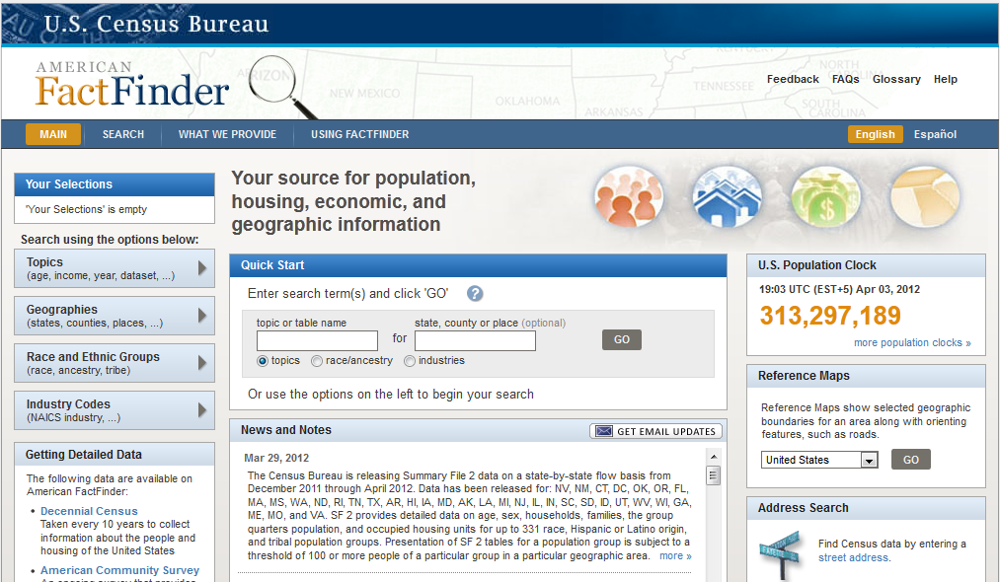 U.S. Census Bureau
AMERICAN
FactFinder
ARIZONA
NEW MEXICO
OKLAHOMA
ARKANSAS
TENNESSEE
KENTUCKY
NORTH
SOUTH
CAROLINA
Feedback FAQs Glossary Help
MAIN SEARCH WHAT WE PROVIDE USING FACTFINDER English Español
Your Selections
'Your Selections' is empty
Search using the options below:
Topics
(age, income, year, dataset, ...)
Geographies
(states, counties, places, ...)
Race and Ethnic Groups
(race, ancestry, tribe)
Industry Codes
(NAICS industry, ...)
Getting Detailed Data
The following data are available on
American FactFinder:
• Decennial Census
Taken every 10 years to collect
information about the people and
housing of the United States
• American Community Survey
Your source for population,
housing, economic, and
geographic information
Quick Start
Enter search term(s) and click 'GO' ?
topic or table name for state, county or place (optional) GO
topics race/ancestry industries
Or use the options on the left to begin your search
News and Notes GET EMAIL UPDATES
Mar 29, 2012
The Census Bureau is releasing Summary File 2 data on a state-by-state flow basis from
December 2011 through April 2012. Data has been released for: NV, NM, CT, DC, OK, OR, FL,
MA, MS, WA, ND, RI, TN, TX, AR, HI, IA, MD, AK, LA, MI, NJ, IL, IN, SC, SD, ID, UT, WV, WI, GA,
ME, MO, and VA. SF 2 provides detailed data on age, sex, households, families, the group
quarters population, and occupied housing units for up to 331 race, Hispanic or Latino origin,
and tribal population groups. Presentation of SF 2 tables for a population group is subject to a
threshold of 100 or more people of a particular group in a particular geographic area. more »
U.S. Population Clock
19:03 UTC (EST+5) Apr 03, 2012
313,297,189
more population clocks »
Reference Maps
Reference Maps show selected geographic
boundaries for an area along with orienting
features, such as roads.
United States GO
Address Search
Find Census data by entering a
street address.